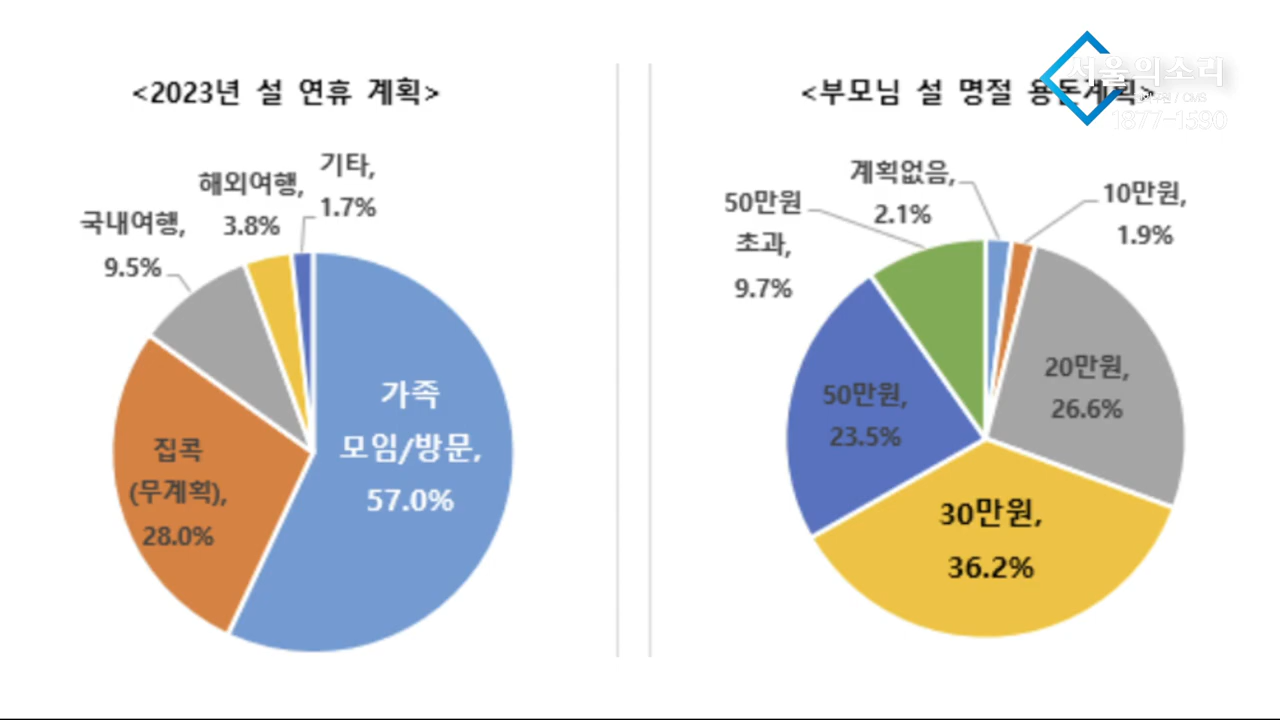 <2023년 설 연휴 계획>
기타,
1.7%
해외여행,
3.8%
국내여행,
9.5%
집콕
(무계획),
28.0%
가족
모임/방문,
57.0%
<부모님 설 명절 용돈계획>
서울의소리
/ CMS
1877-1580
계획없음,
2.1%
50만원
초과,
9.7%
10만원,
1.9%
20만원,
26.6%
50만원,
23.5%
30만원,
36.2%